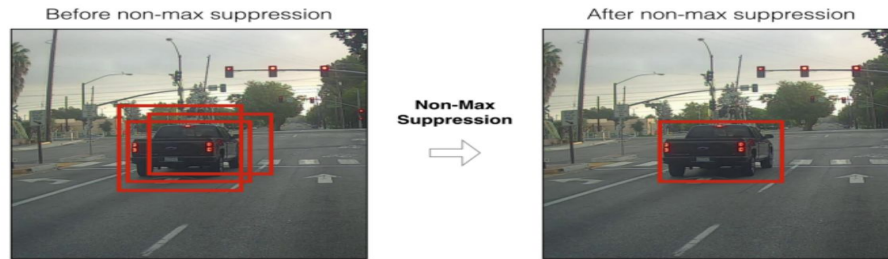 Before non-max suppression
After non-max suppression
Non-Max
Suppression